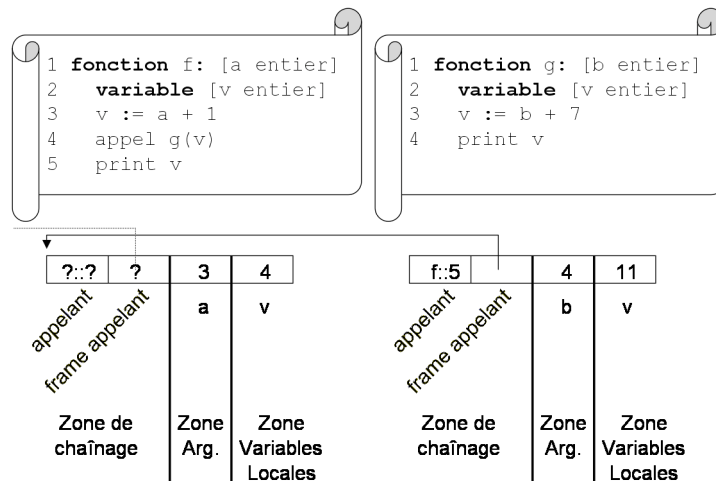 1 fonction f: [a entier]
2 variable [v entier]
3 v := a + 1
4 appel g(v)
5 print v
1 fonction g: [b entier]
2 variable [v entier]
3 v := b + 7
4 print v
?::? ? 3 4
appelant
frame appelant
a v
Zone de chaînage
Zone Arg.
Zone Variables Locales
f::5 4 11
appelant
frame appelant
b v
Zone de chaînage
Zone Arg.
Zone Variables Locales